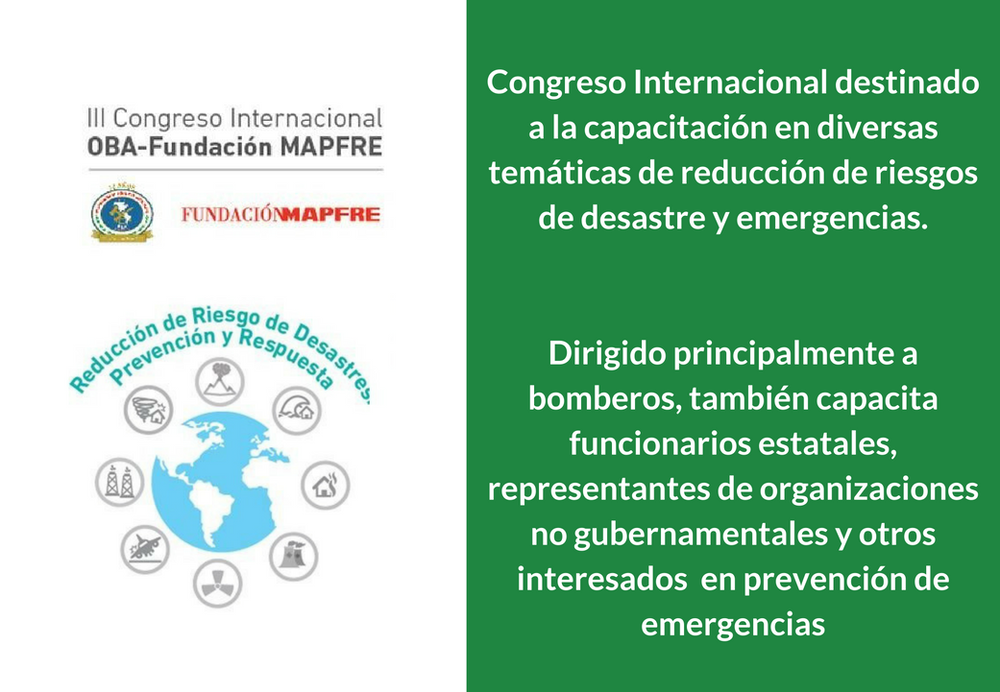 III Congreso Internacional
OBA-Fundación MAPFRE
FUNDACIÓNMAPFRE
Reducción de Riesgo de Desastres,
Prevención y Respuesta
Congreso Internacional destinado
a la capacitación en diversas
temáticas de reducción de riesgos
de desastre y emergencias.
Dirigido principalmente a
bomberos, también capacita
funcionarios estatales,
representantes de organizaciones
no gubernamentales y otros
interesados  en prevención de
emergencias